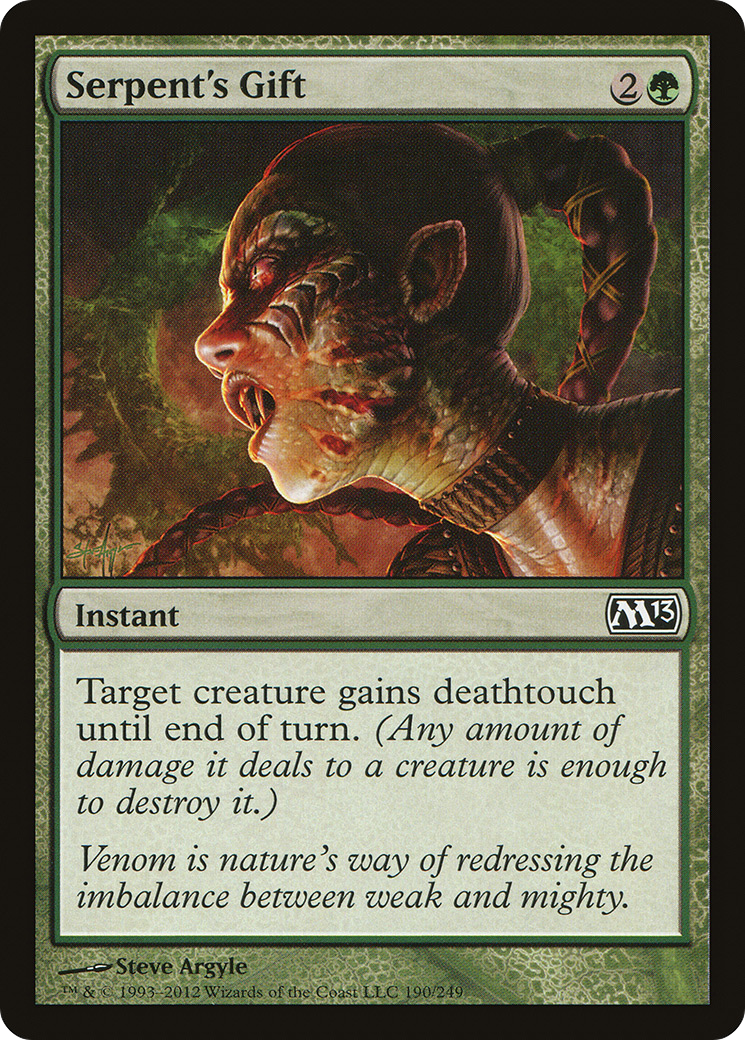 Serpent's Gift 2
Instant M13
Target creature gains deathtouch
until end of turn. (Any amount of
damage it deals to a creature is enough
to destroy it.)
Venom is nature's way of redressing the
imbalance between weak and mighty.
Steve Argyle
™ & © 1993–2012 Wizards of the Coast LLC 190/249